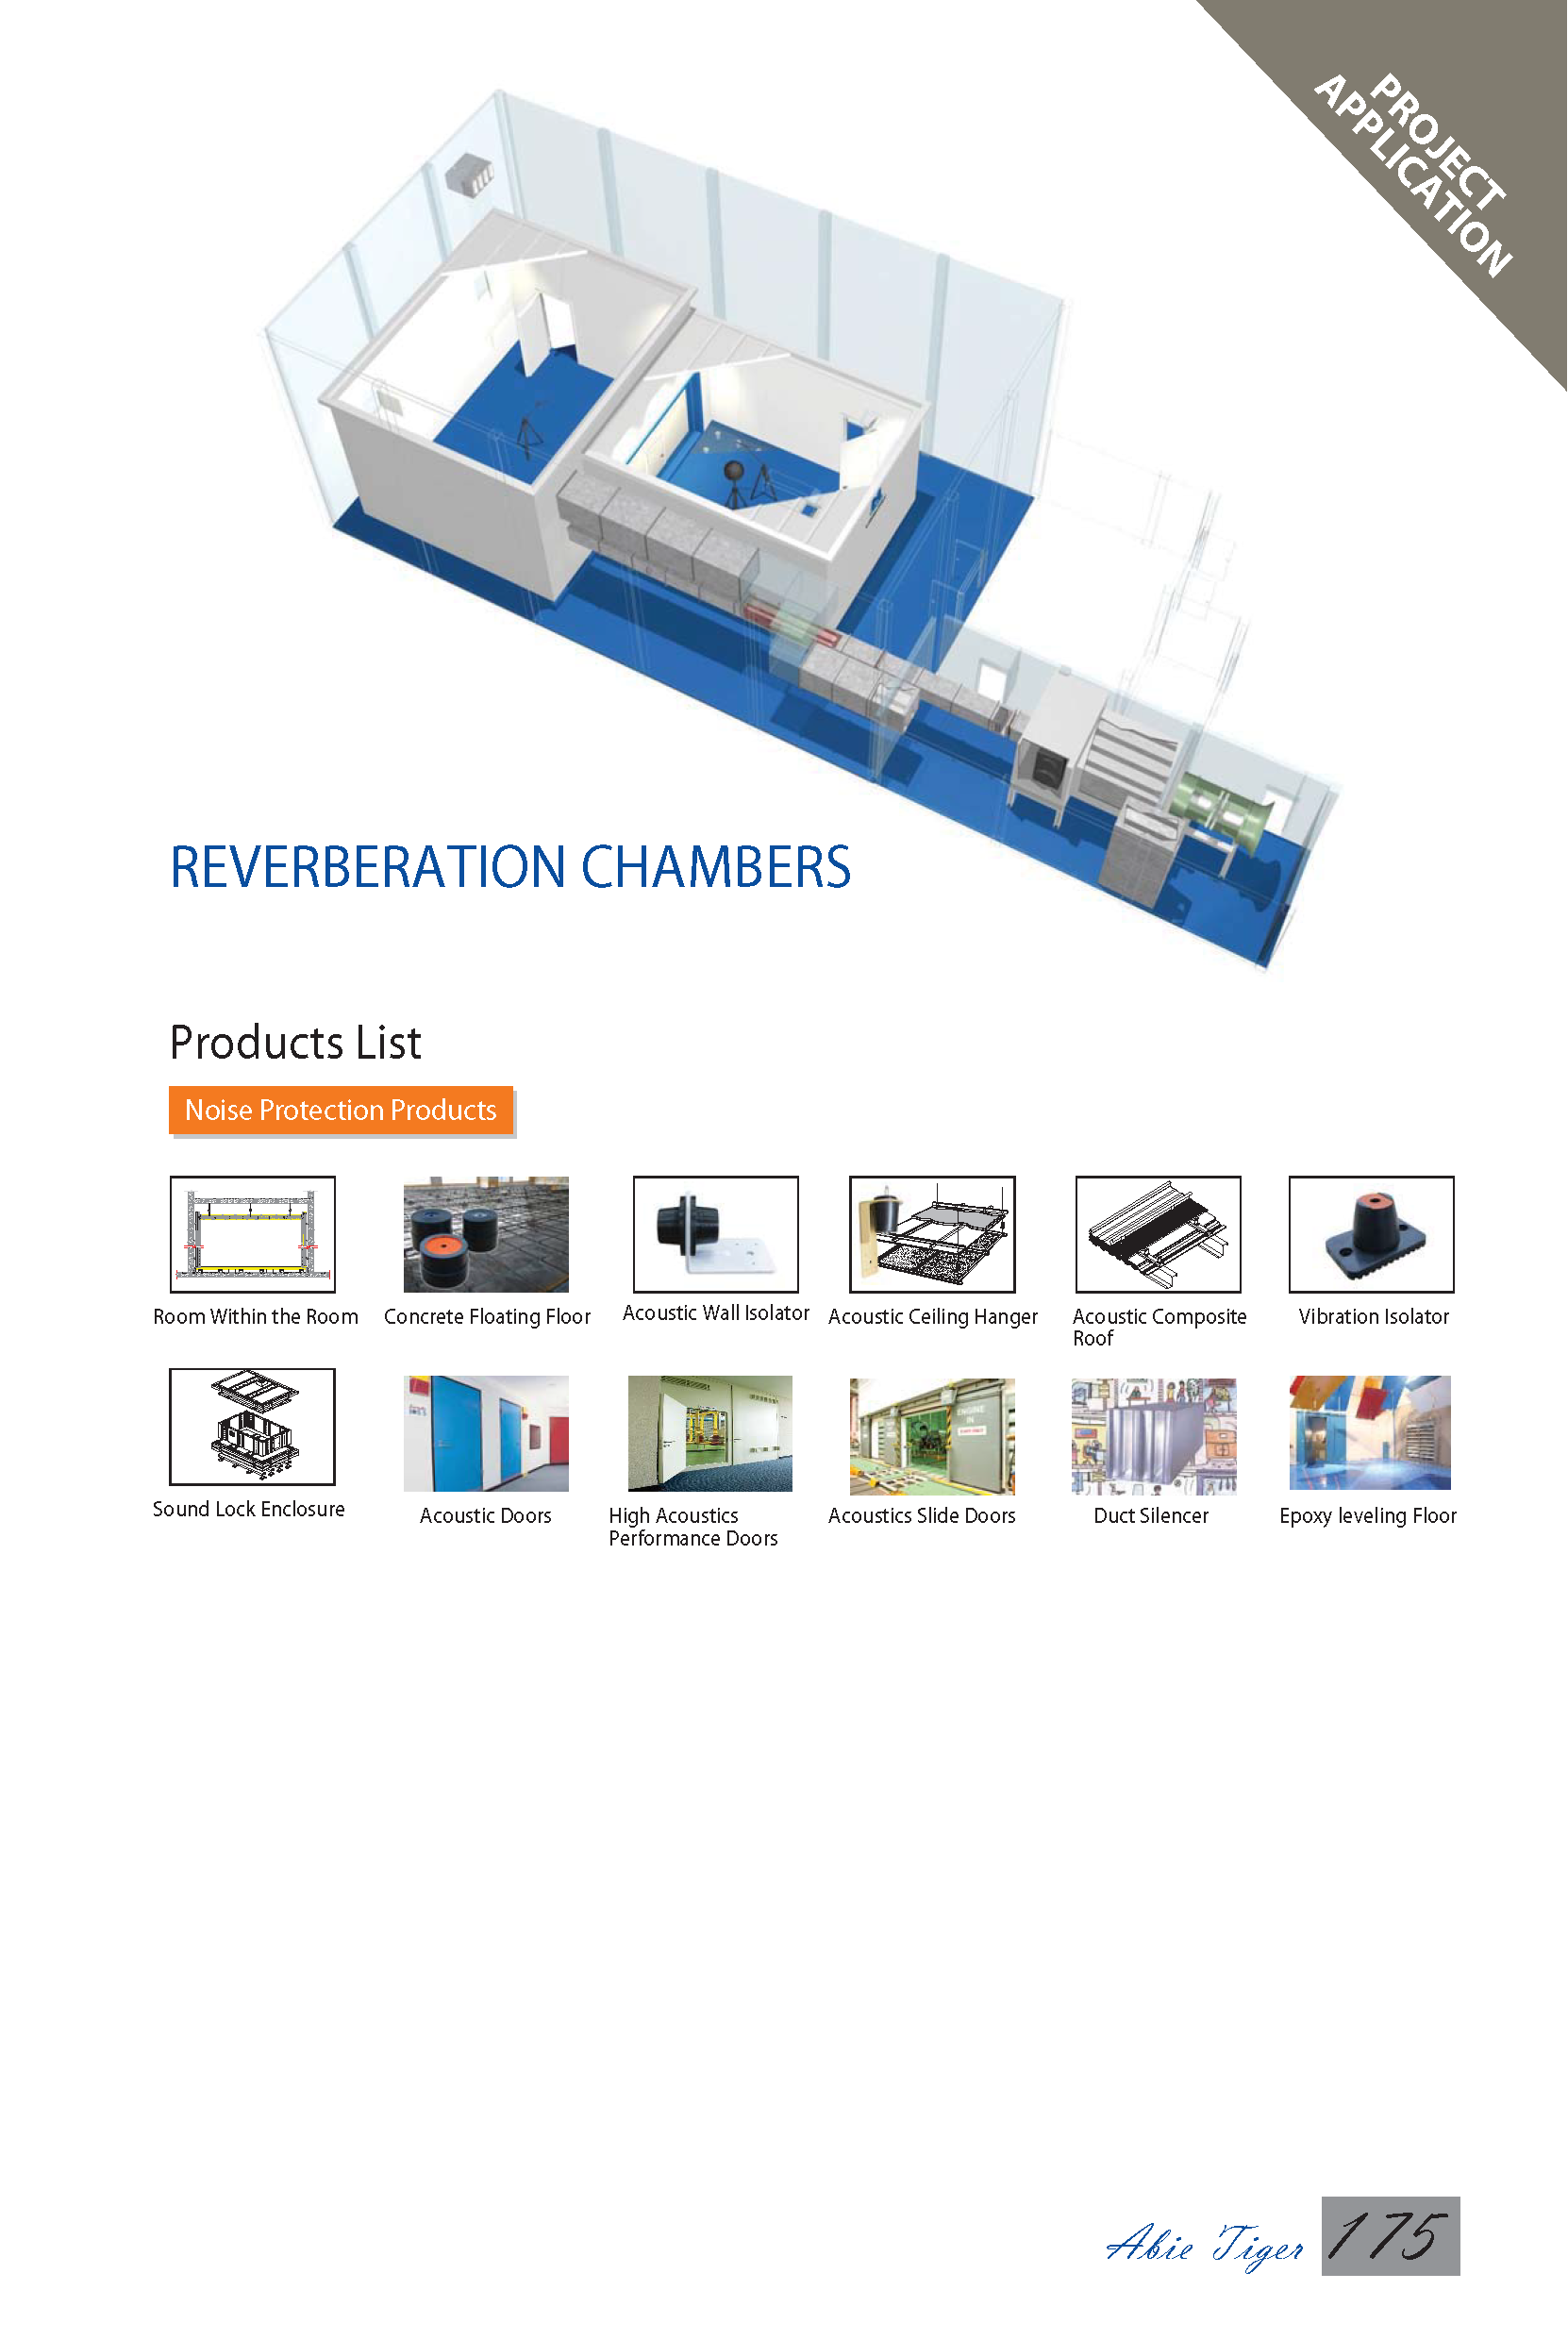 PROJECT
APPLICATION
REVERBERATION CHAMBERS
Products List
Noise Protection Products
Room Within the Room
Concrete Floating Floor
Acoustic Wall Isolator
Acoustic Ceiling Hanger
Acoustic Composite
Roof
Vibration Isolator
ENGINE
IN
Sound Lock Enclosure
Acoustic Doors
High Acoustics
Performance Doors
Acoustics Slide Doors
Duct Silencer
Epoxy leveling Floor
Abie Tiger 175